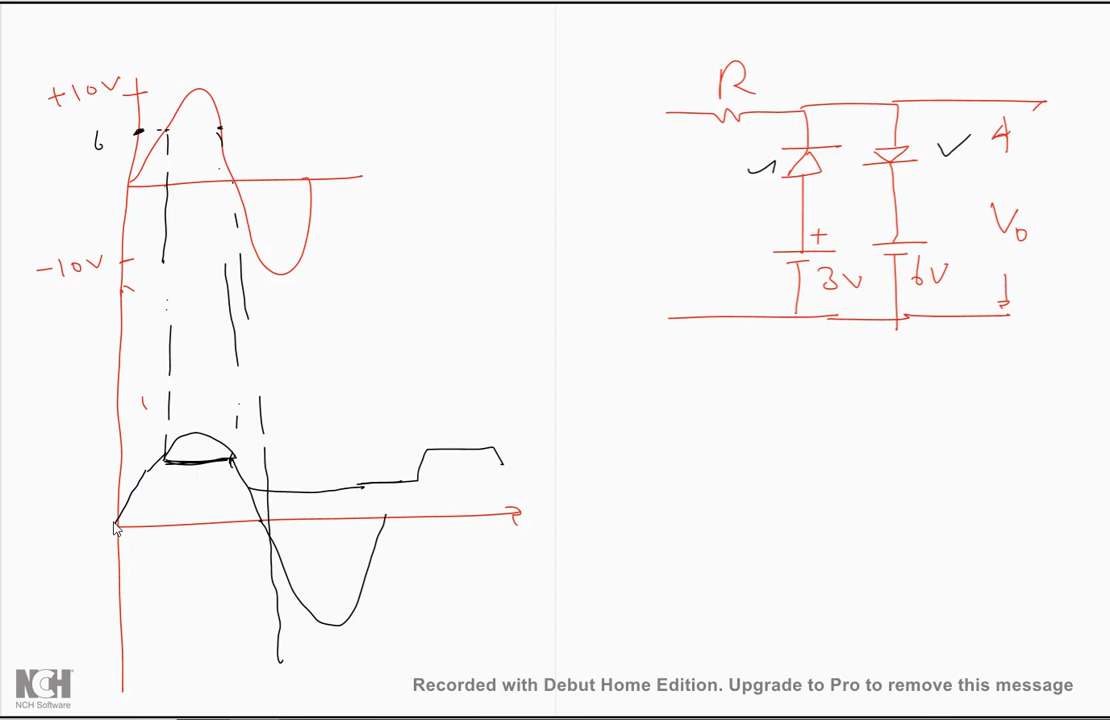 +10V
6
-10V
R
4
V0
+
3V
6V
NCH
NCH Software
Recorded with Debut Home Edition. Upgrade to Pro to remove this message